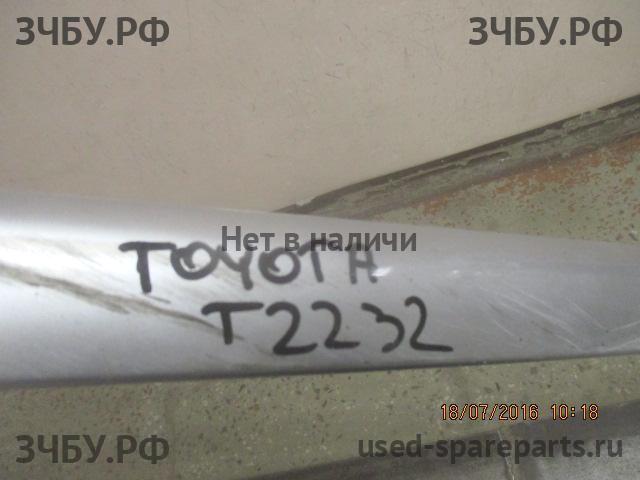 ЗЧБУ.РФ ЗЧБУ.РФ
Нет в наличи
TOYOTA
T2232
18/07/2016 10:18
ЗЧБУ.РФ used-spareparts.ru